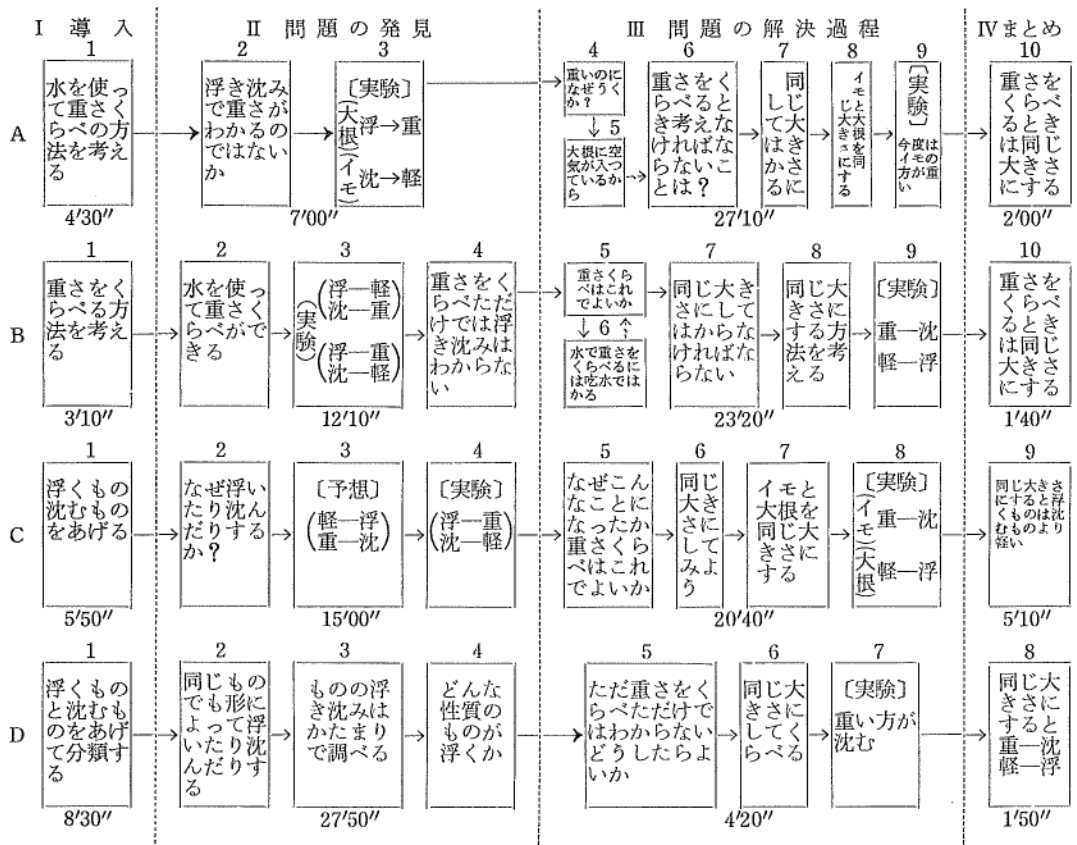 I 導入
II 問題の発見
III 問題の解決過程
IVまとめ
A
1
水を使っ
て重さく
らべの方
法を考え
る
4′30″
2
浮き沈み
で重さが
わかるの
ではない
か
3
〔実験〕
(大根)
浮→重
(イモ)
沈→軽
7′00″
4
重いのに
なぜうく
か?
5
大根に空
気が入つ
ているか
ら
6
重さをく
らべると
き考えな
ければな
らないこ
とは?
7
同じ大きさに
してはかる
8
イモと大根を同
じ大きさにする
9
〔実験〕
今度は
イモの
方が重
い
27′10″
10
重さを
くらべ
るとき
は同じ
大きさ
にする
2′00″
B
1
重さをく
らべる方
法を考え
る
3′10″
2
水を使っ
て重さく
らべがで
きる
3
(実験)
(浮—軽
沈—重)
(浮—重
沈—軽)
4
重さをく
らべただ
けでは浮
き沈みは
わからな
い
12′10″
5
重さくら
べはこれ
でよいか
6
水で重さを
くらべるに
は吃水では
かる
7
同じ大き
さにして
はからな
ければな
らない
8
同じ大
きさに
する方
法を考
える
9
〔実験〕
重—沈
軽—浮
23′20″
10
重さを
くらべ
るとき
は同じ
大きさ
にする
1′40″
C
1
浮くもの
沈むもの
をあげる
5′50″
2
なぜ浮い
たり沈ん
だりする
か?
3
〔予想〕
(軽—浮
重—沈)
4
〔実験〕
(浮—重
沈—軽)
15′00″
5
なぜこん
なことに
なったか
重さくら
べはこれ
でよいか
6
同じ
大き
さに
して
みよ
う
7
イモと
大根を
同じ大
きさに
する
8
〔実験〕
(イモ)
重—沈
(大根)
軽—浮
20′40″
9
同じ大きさ
にすると浮
くものは沈
むものより
軽い
5′10″
D
1
浮くもの
と沈むも
のをあげ
て分類す
る
8′30″
2
同じもの
でも形に
よって浮
いたり沈
んだりす
る
3
ものの浮
き沈みは
かたまり
で調べる
4
どんな
性質の
ものが
浮くか
27′50″
5
ただ重さをく
らべただけで
はわからない
どうしたらよ
いか
6
同じ大
きさに
してく
らべる
7
〔実験〕
重い方が
沈む
4′20″
8
同じ大
きさに
すると
重—沈
軽—浮
1′50″